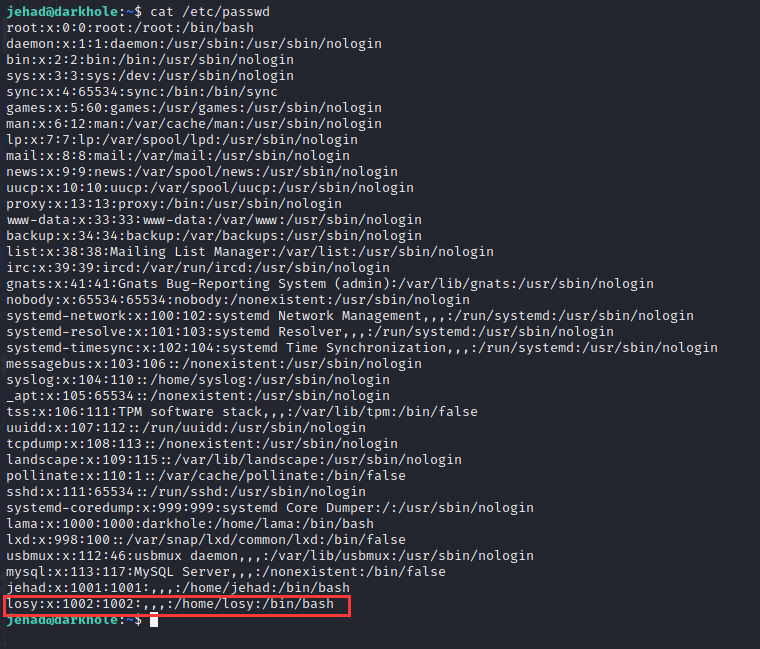 jehad@darkhole:~$ cat /etc/passwd
root:x:0:0:root:/root:/bin/bash
daemon:x:1:1:daemon:/usr/sbin:/usr/sbin/nologin
bin:x:2:2:bin:/bin:/usr/sbin/nologin
sys:x:3:3:sys:/dev:/usr/sbin/nologin
sync:x:4:65534:sync:/bin:/bin/sync
games:x:5:60:games:/usr/games:/usr/sbin/nologin
man:x:6:12:man:/var/cache/man:/usr/sbin/nologin
lp:x:7:7:lp:/var/spool/lpd:/usr/sbin/nologin
mail:x:8:8:mail:/var/mail:/usr/sbin/nologin
news:x:9:9:news:/var/spool/news:/usr/sbin/nologin
uucp:x:10:10:uucp:/var/spool/uucp:/usr/sbin/nologin
proxy:x:13:13:proxy:/bin:/usr/sbin/nologin
www-data:x:33:33:www-data:/var/www:/usr/sbin/nologin
backup:x:34:34:backup:/var/backups:/usr/sbin/nologin
list:x:38:38:Mailing List Manager:/var/list:/usr/sbin/nologin
irc:x:39:39:ircd:/var/run/ircd:/usr/sbin/nologin
gnats:x:41:41:Gnats Bug-Reporting System (admin):/var/lib/gnats:/usr/sbin/nologin
nobody:x:65534:65534:nobody:/nonexistent:/usr/sbin/nologin
systemd-network:x:100:102:systemd Network Management,,,:/run/systemd:/usr/sbin/nologin
systemd-resolve:x:101:103:systemd Resolver,,,:/run/systemd:/usr/sbin/nologin
systemd-timesync:x:102:104:systemd Time Synchronization,,,:/run/systemd:/usr/sbin/nologin
messagebus:x:103:106::/nonexistent:/usr/sbin/nologin
syslog:x:104:110::/home/syslog:/usr/sbin/nologin
_apt:x:105:65534::/nonexistent:/usr/sbin/nologin
tss:x:106:111:TPM software stack,,,:/var/lib/tpm:/bin/false
uuidd:x:107:112::/run/uuidd:/usr/sbin/nologin
tcpdump:x:108:113::/nonexistent:/usr/sbin/nologin
landscape:x:109:115::/var/lib/landscape:/usr/sbin/nologin
pollinate:x:110:1::/var/cache/pollinate:/bin/false
sshd:x:111:65534::/run/sshd:/usr/sbin/nologin
systemd-coredump:x:999:999:systemd Core Dumper:/:/usr/sbin/nologin
lama:x:1000:1000:darkhole:/home/lama:/bin/bash
lxd:x:998:100::/var/snap/lxd/common/lxd:/bin/false
usbmux:x:112:46:usbmux daemon,,,:/var/lib/usbmux:/usr/sbin/nologin
mysql:x:113:117:MySQL Server,,,:/nonexistent:/bin/false
jehad:x:1001:1001:,,,:/home/jehad:/bin/bash
losy:x:1002:1002:,,,:/home/losy:/bin/bash
jehad@darkhole:~$